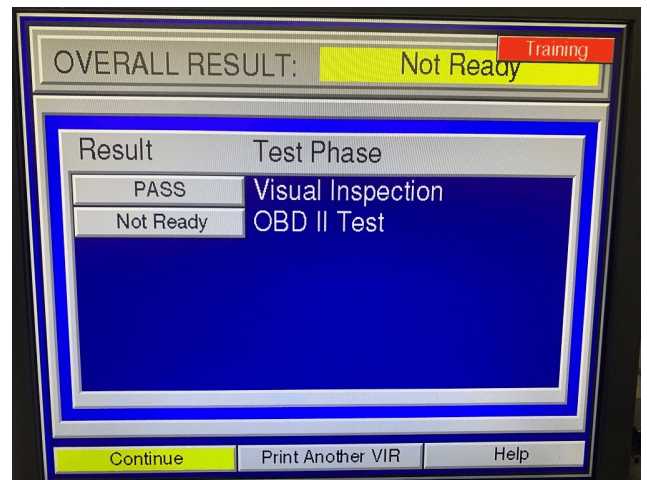 Training
OVERALL RESULT: Not Ready
Result Test Phase
PASS Visual Inspection
Not Ready OBD II Test
Continue Print Another VIR Help